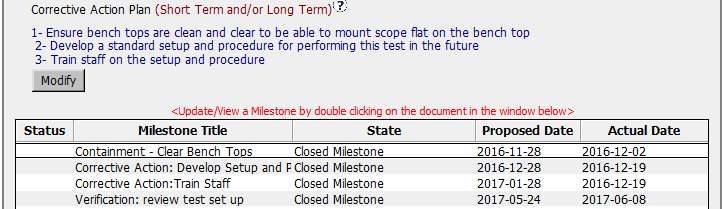 Corrective Action Plan (Short Term and/or Long Term) ?
1- Ensure bench tops are clean and clear to be able to mount scope flat on the bench top
2- Develop a standard setup and procedure for performing this test in the future
3- Train staff on the setup and procedure
Modify
<Update/View a Milestone by double clicking on the document in the window below>
Status Milestone Title State Proposed Date Actual Date
Containment - Clear Bench Tops Closed Milestone 2016-11-28 2016-12-02
Corrective Action: Develop Setup and P Closed Milestone 2016-12-28 2016-12-19
Corrective Action:Train Staff Closed Milestone 2017-01-28 2016-12-19
Verification: review test set up Closed Milestone 2017-05-24 2017-06-08